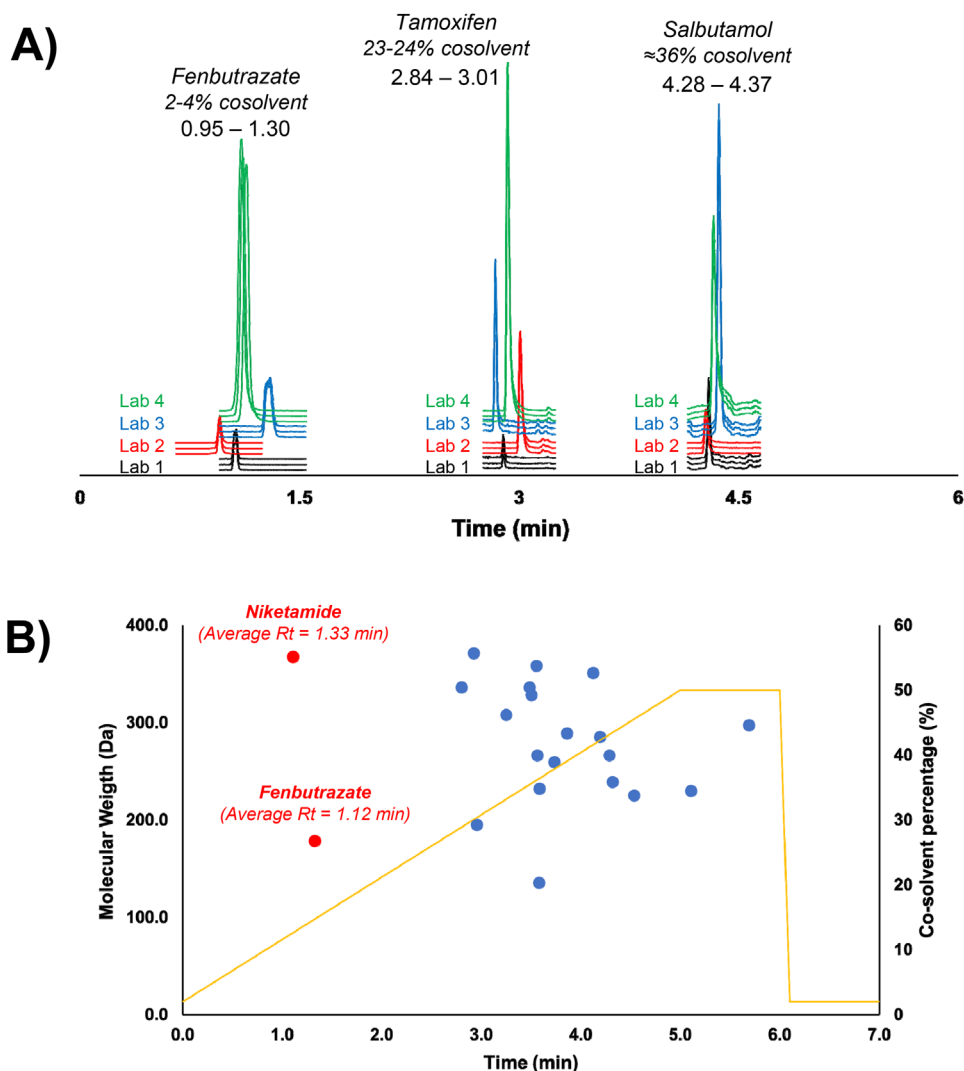 A)
Fenbutrazate
2-4% cosolvent
0.95 – 1.30
Tamoxifen
23-24% cosolvent
2.84 – 3.01
Salbutamol
≈36% cosolvent
4.28 – 4.37
Lab 4
Lab 3
Lab 2
Lab 1
Lab 4
Lab 3
Lab 2
Lab 1
Lab 4
Lab 3
Lab 2
Lab 1
0 1.5 3 4.5 6
Time (min)
B)
Niketamide
(Average Rt = 1.33 min)
Fenbutrazate
(Average Rt = 1.12 min)
Molecular Weigth (Da)
400.0
300.0
200.0
100.0
0.0
60
50
40
30
20
10
0
Co-solvent percentage (%)
0.0 1.0 2.0 3.0 4.0 5.0 6.0 7.0
Time (min)